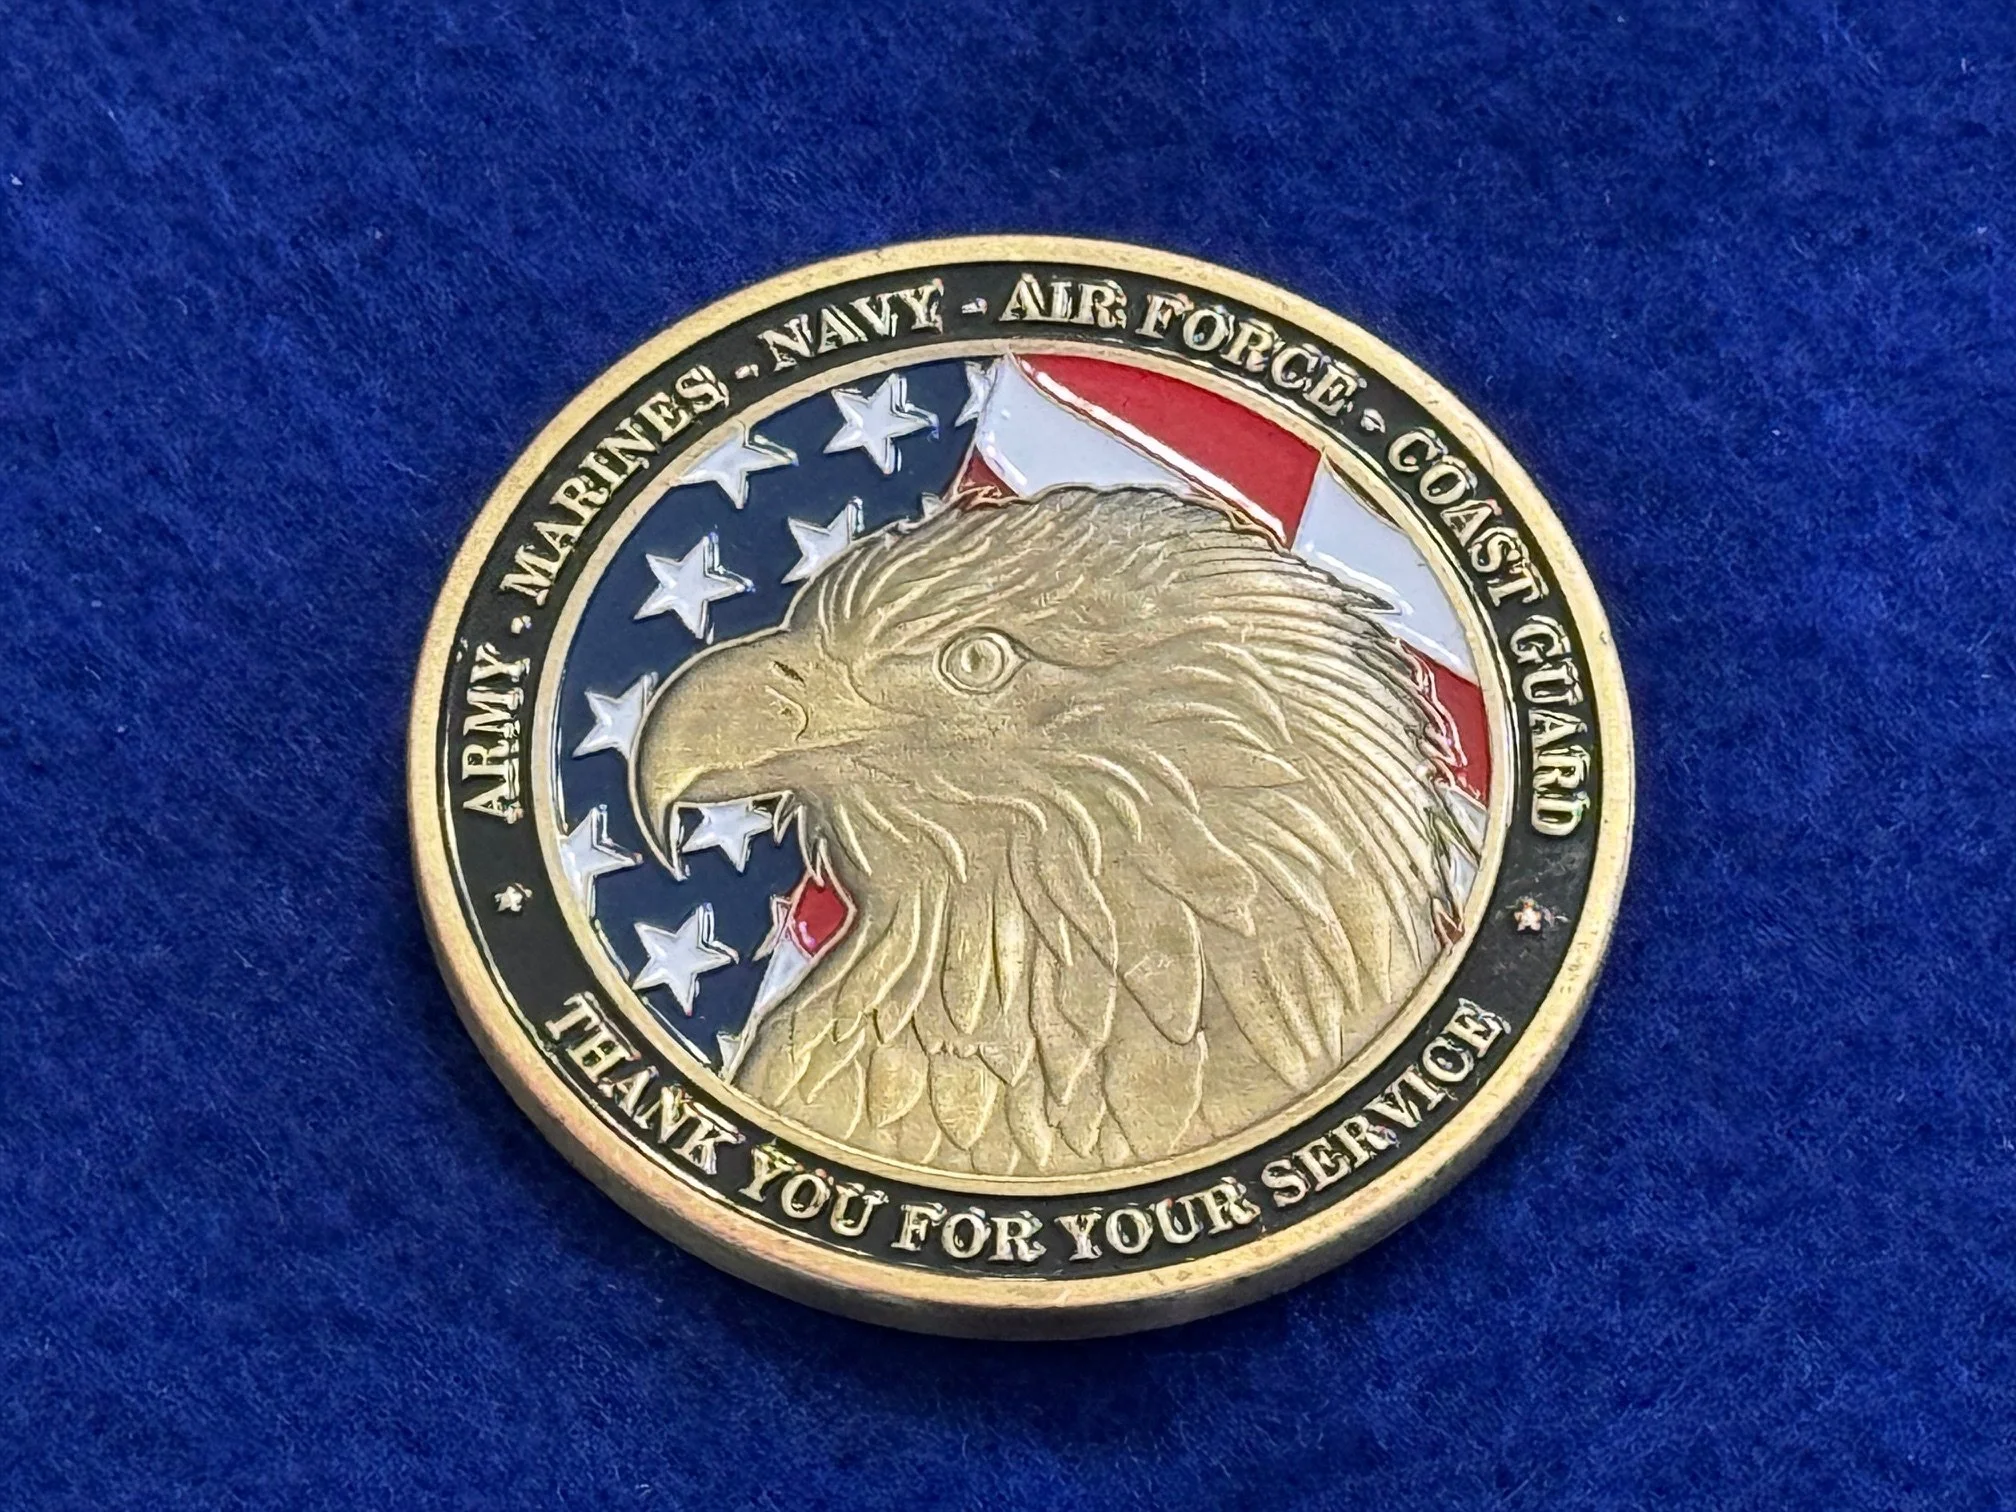 ARMY - MARINES - NAVY - AIR FORCE - COAST GUARD
THANK YOU FOR YOUR SERVICE